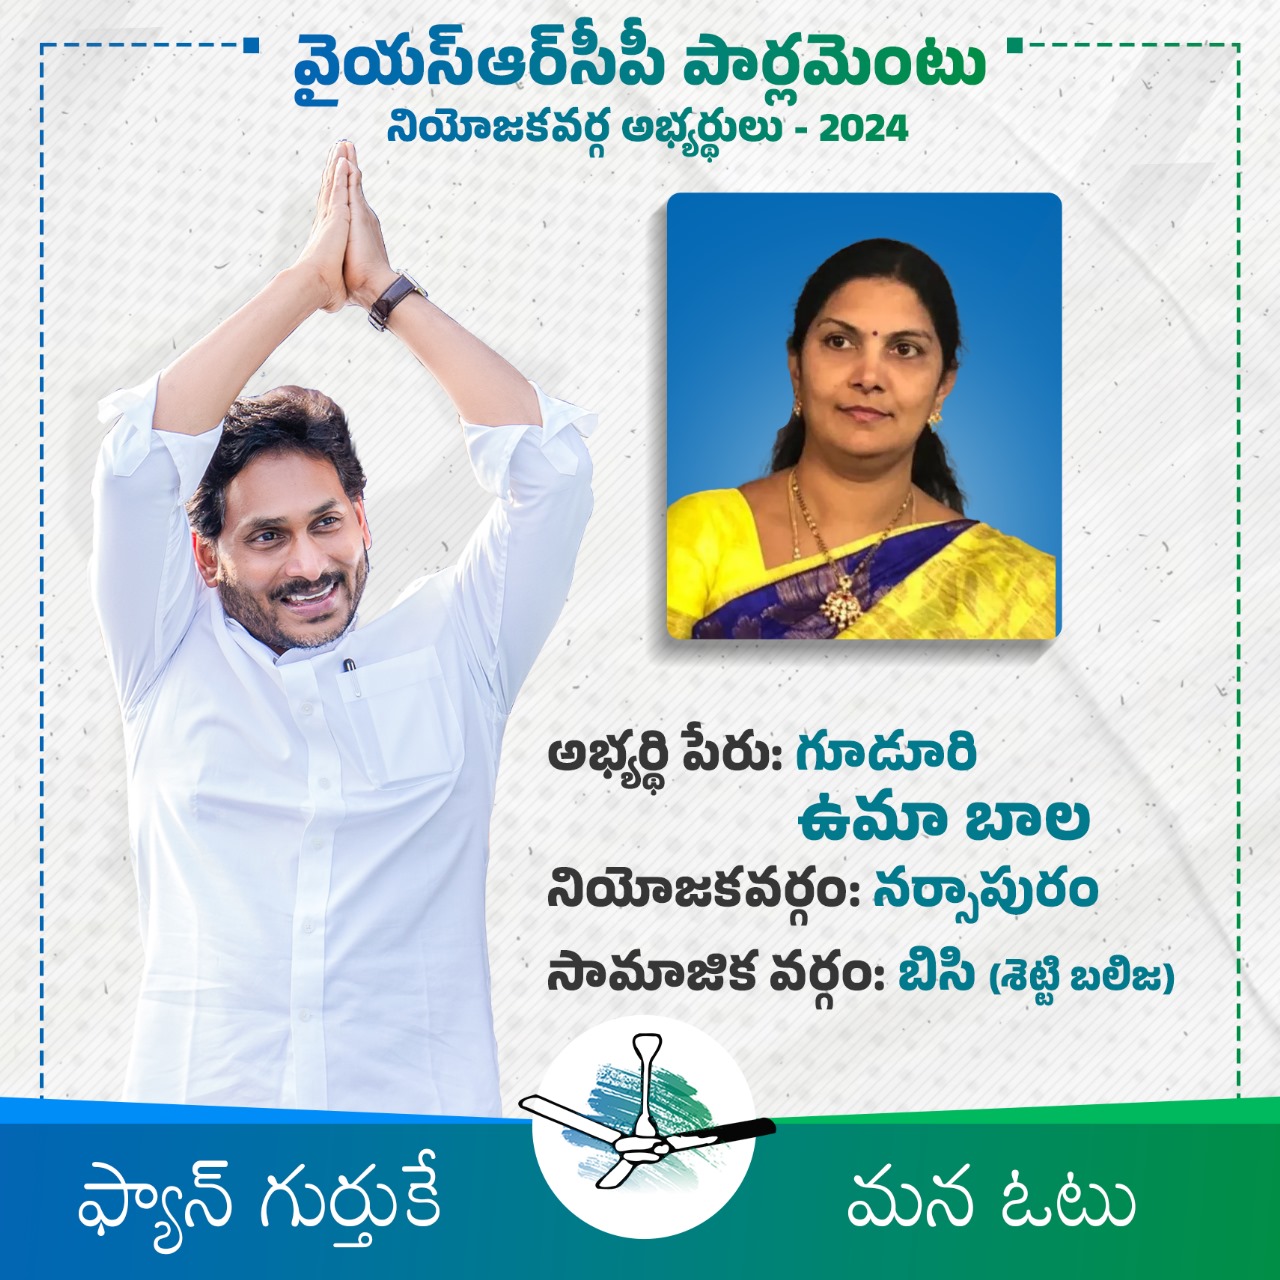 వైయస్ఆర్‌సీపీ పార్లమెంటు
నియోజకవర్గ అభ్యర్థులు - 2024
అభ్యర్థి పేరు: గూడూరి
ఉమా బాల
నియోజకవర్గం: నర్సాపురం
సామాజిక వర్గం: బిసి (శెట్టి బలిజ)
ఫ్యాన్ గుర్తుకే మన ఓటు